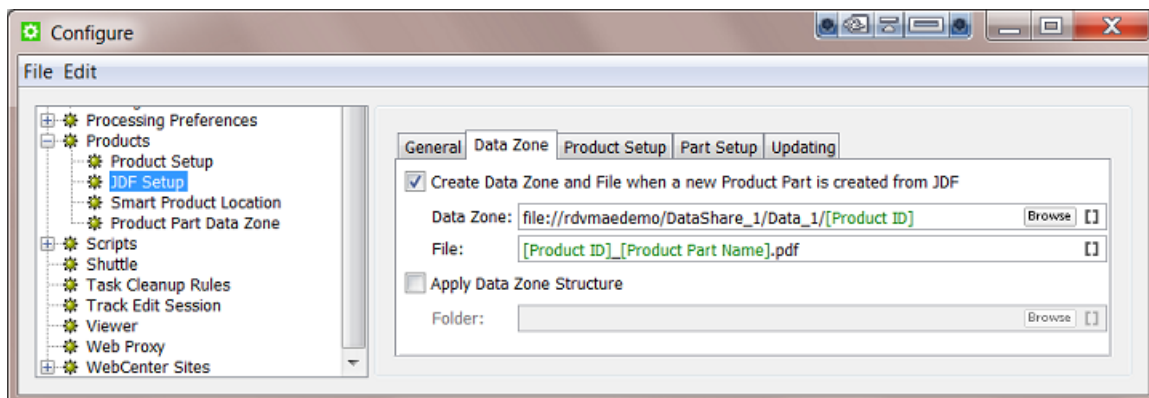 Configure
File Edit
Processing Preferences
Products
Product Setup
JDF Setup
Smart Product Location
Product Part Data Zone
Scripts
Shuttle
Task Cleanup Rules
Track Edit Session
Viewer
Web Proxy
WebCenter Sites
General Data Zone Product Setup Part Setup Updating
Create Data Zone and File when a new Product Part is created from JDF
Data Zone: file://rdvmaedemo/DataShare_1/Data_1/[Product ID] Browse []
File: [Product ID]_[Product Part Name].pdf []
Apply Data Zone Structure
Folder: Browse []